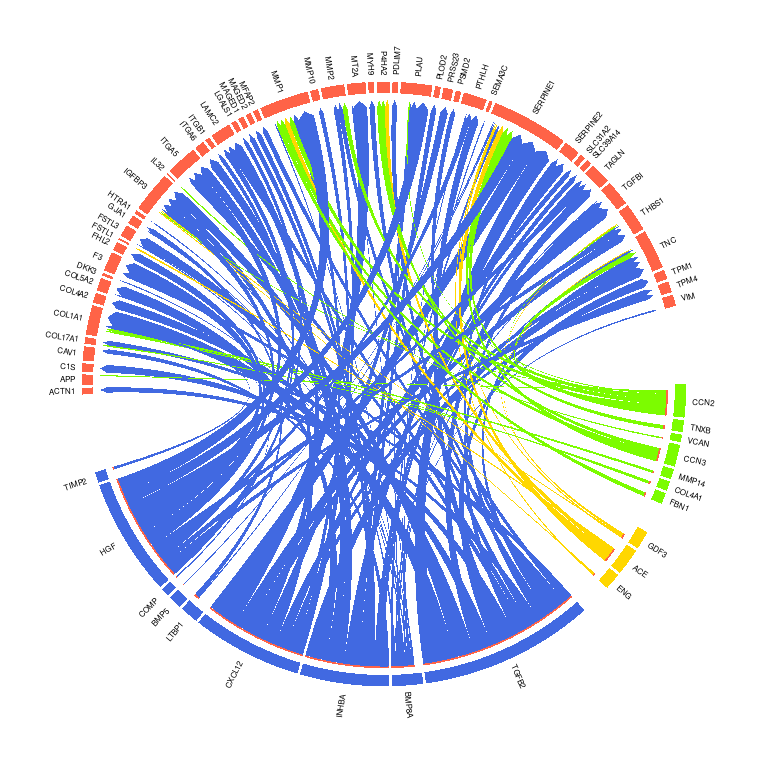 ACTN1
APP
C1S
CAV1
COL17A1
COL1A1
COL4A2
COL5A2
DKK3
F3
FHL2
FSTL1
FSTL3
GJA1
HTRA1
IGFBP3
IL32
ITGA5
ITGA6
ITGB1
LAMC2
LGALS1
MAGED1
MAGED2
MFAP2
MMP1
MMP10
MMP2
MT2A
MYH9
P4HA2
PDLIM7
PLAU
PLOD2
PRSS23
PSMD2
PTHLH
SEMA3C
SERPINE1
SERPINE2
SLC31A2
SLC39A14
TAGLN
TGFBI
THBS1
TNC
TPM1
TPM4
VIM
CCN2
TNXB
VCAN
CCN3
MMP14
COL4A1
FBN1
GDF3
ACE
ENG
TGFB2
BMP8A
INHBA
CXCL12
LTBP1
BMP5
COMP
HGF
TIMP2